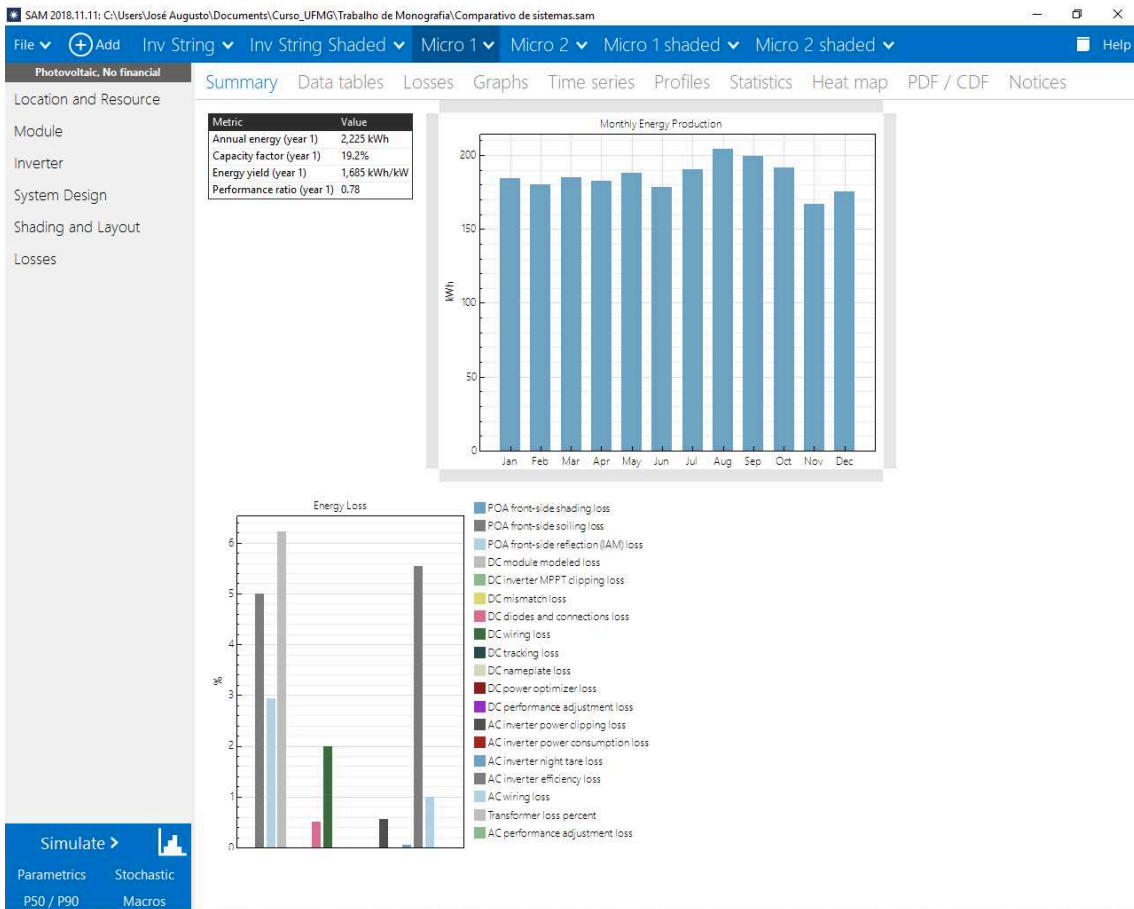 SAM 2018.11.11: C:\Users\José Augusto\Documents\Curso_UFMG\Trabalho de Monografia\Comparativo de sistemas.sam
File Add Inv String Inv String Shaded Micro 1 Micro 2 Micro 1 shaded Micro 2 shaded Help
Photovoltaic, No financial
Location and Resource
Module
Inverter
System Design
Shading and Layout
Losses
Summary Data tables Losses Graphs Time series Profiles Statistics Heat map PDF / CDF Notices
Metric Value
Annual energy (year 1) 2,225 kWh
Capacity factor (year 1) 19.2%
Energy yield (year 1) 1,685 kWh/kW
Performance ratio (year 1) 0.78
Monthly Energy Production
200
150
100
50
0
kWh
Jan Feb Mar Apr May Jun Jul Aug Sep Oct Nov Dec
Energy Loss
6
5
4
3
2
1
0
%
POA front-side shading loss
POA front-side soiling loss
POA front-side reflection (IAM) loss
DC module modeled loss
DC inverter MPPT clipping loss
DC mismatch loss
DC diodes and connections loss
DC wiring loss
DC tracking loss
DC nameplate loss
DC power optimizer loss
DC performance adjustment loss
AC inverter power clipping loss
AC inverter power consumption loss
AC inverter night tare loss
AC inverter efficiency loss
AC wiring loss
Transformer loss percent
AC performance adjustment loss
Simulate >
Parametrics Stochastic
P50 / P90 Macros